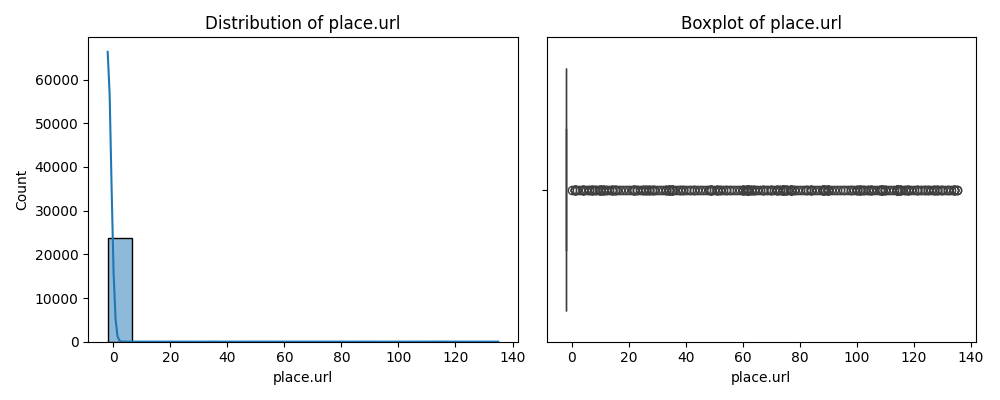 Distribution of place.url
Boxplot of place.url
60000
50000
40000
30000
20000
10000
0
Count
0 20 40 60 80 100 120 140
0 20 40 60 80 100 120 140
place.url
place.url